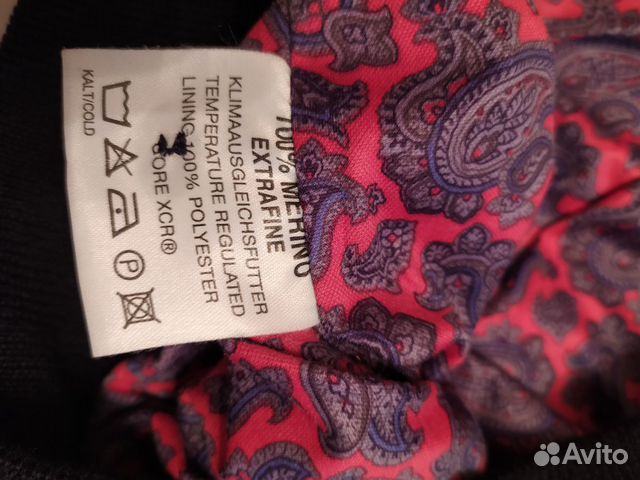 100% MERINO
EXTRAFINE
KLIMAAUSGLEICHSFUTTER
TEMPERATURE REGULATED
LINING 100% POLYESTER
CORE XCR®
KALT/COLD
P
Avito